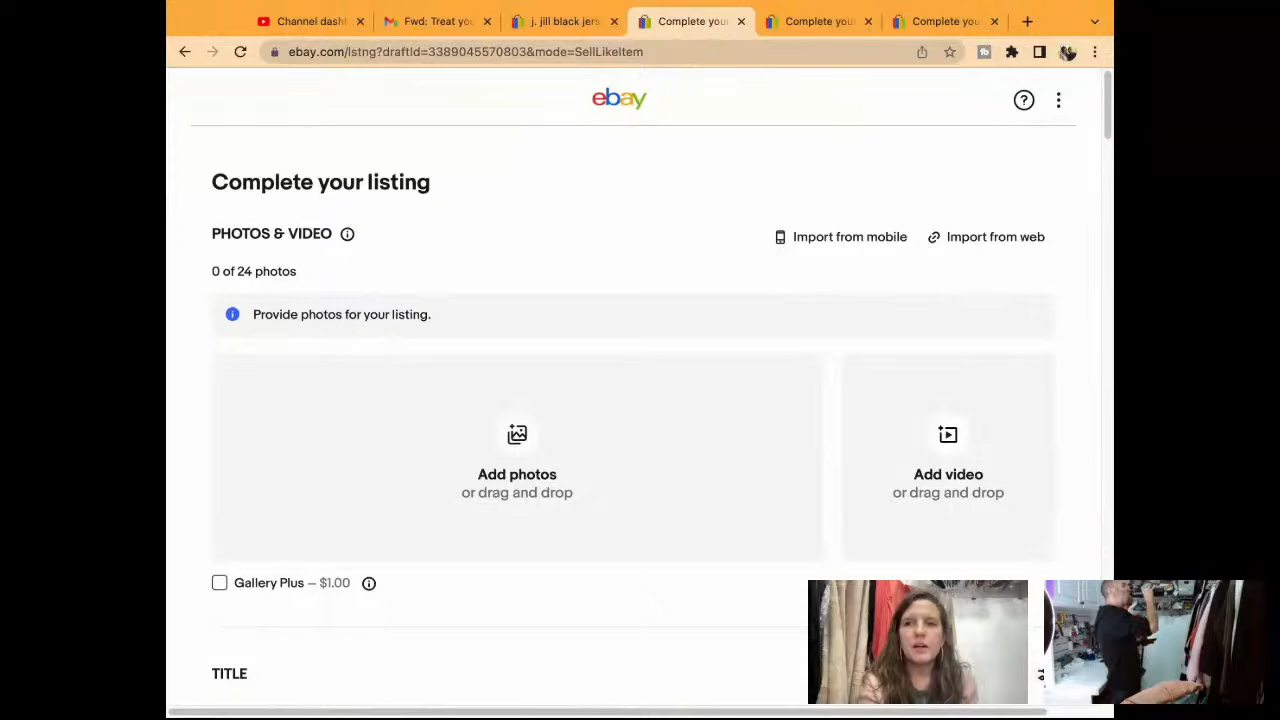 Channel dash
Fwd: Treat you
j. jill black jers
Complete you
Complete you
Complete you
ebay.com/lstng?draftId=3389045570803&mode=SellLikeItem
ebay
Complete your listing
PHOTOS & VIDEO
Import from mobile
Import from web
0 of 24 photos
Provide photos for your listing.
Add photos
or drag and drop
Add video
or drag and drop
Gallery Plus – $1.00
TITLE